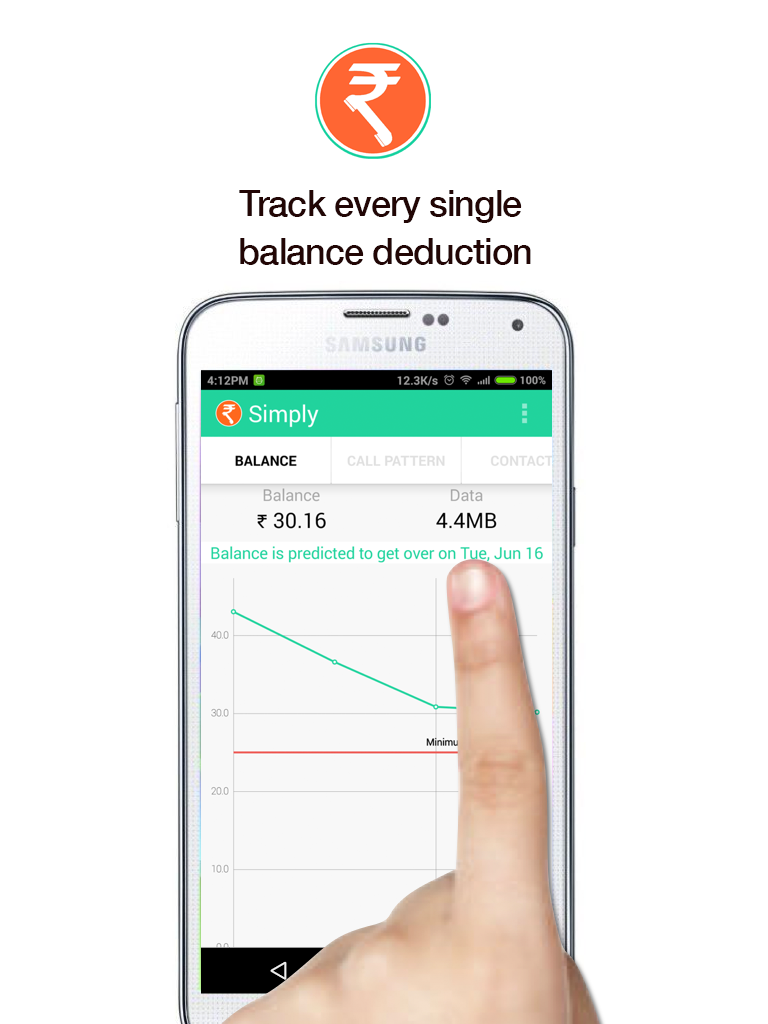 Track every single
balance deduction
SAMSUNG
4:12PM 12.3K/s 100%
₹ Simply
BALANCE CALL PATTERN CONTACT
Balance Data
₹ 30.16 4.4MB
Balance is predicted to get over on Tue, Jun 16
40.0
30.0
20.0
10.0
0.0